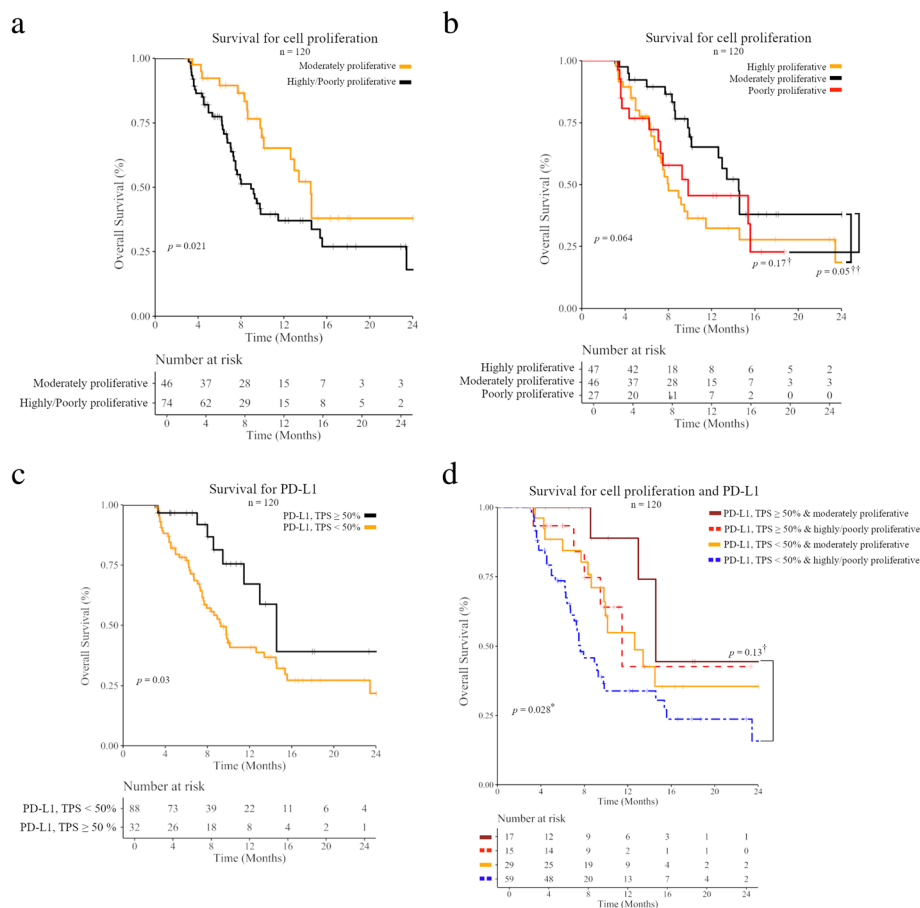 a
Survival for cell proliferation
n = 120
Moderately proliferative
Highly/Poorly proliferative
Overall Survival (%)
1.00
0.75
0.50
0.25
0.00
p = 0.021
0 4 8 12 16 20 24
Time (Months)
Number at risk
Moderately proliferative 46 37 28 15 7 3 3
Highly/Poorly proliferative 74 62 29 15 8 5 2
0 4 8 12 16 20 24
Time (Months)
b
Survival for cell proliferation
n = 120
Highly proliferative
Moderately proliferative
Poorly proliferative
Overall Survival (%)
1.00
0.75
0.50
0.25
0.00
p = 0.064
p = 0.17†
p = 0.05††
0 4 8 12 16 20 24
Time (Months)
Number at risk
Highly proliferative 47 42 18 8 6 5 2
Moderately proliferative 46 37 28 15 7 3 3
Poorly proliferative 27 20 11 7 2 0 0
0 4 8 12 16 20 24
Time (Months)
c
Survival for PD-L1
n = 120
PD-L1, TPS ≥ 50%
PD-L1, TPS < 50%
Overall Survival (%)
1.00
0.75
0.50
0.25
0.00
p = 0.03
0 4 8 12 16 20 24
Time (Months)
Number at risk
PD-L1, TPS < 50% 88 73 39 22 11 6 4
PD-L1, TPS ≥ 50 % 32 26 18 8 4 2 1
0 4 8 12 16 20 24
Time (Months)
d
Survival for cell proliferation and PD-L1
n = 120
PD-L1, TPS ≥ 50% & moderately proliferative
PD-L1, TPS ≥ 50% & highly/poorly proliferative
PD-L1, TPS < 50% & moderately proliferative
PD-L1, TPS < 50% & highly/poorly proliferative
Overall Survival (%)
1.00
0.75
0.50
0.25
0.00
p = 0.13†
p = 0.028*
0 4 8 12 16 20 24
Time (Months)
Number at risk
17 12 9 6 3 1 1
15 14 9 2 1 1 0
29 25 19 9 4 2 2
59 48 20 13 7 4 2
0 4 8 12 16 20 24
Time (Months)